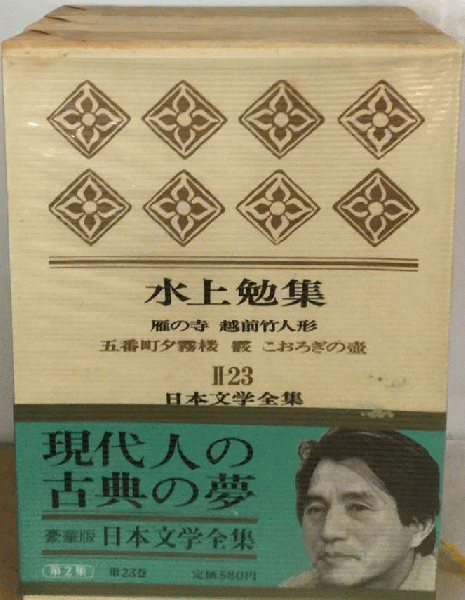 水上勉集
雁の寺 越前竹人形
五番町夕霧楼 霰 こおろぎの壺
II 23
日本文学全集
現代人の
古典の夢
豪華版 日本文学全集
第2集 第23巻 定価580円